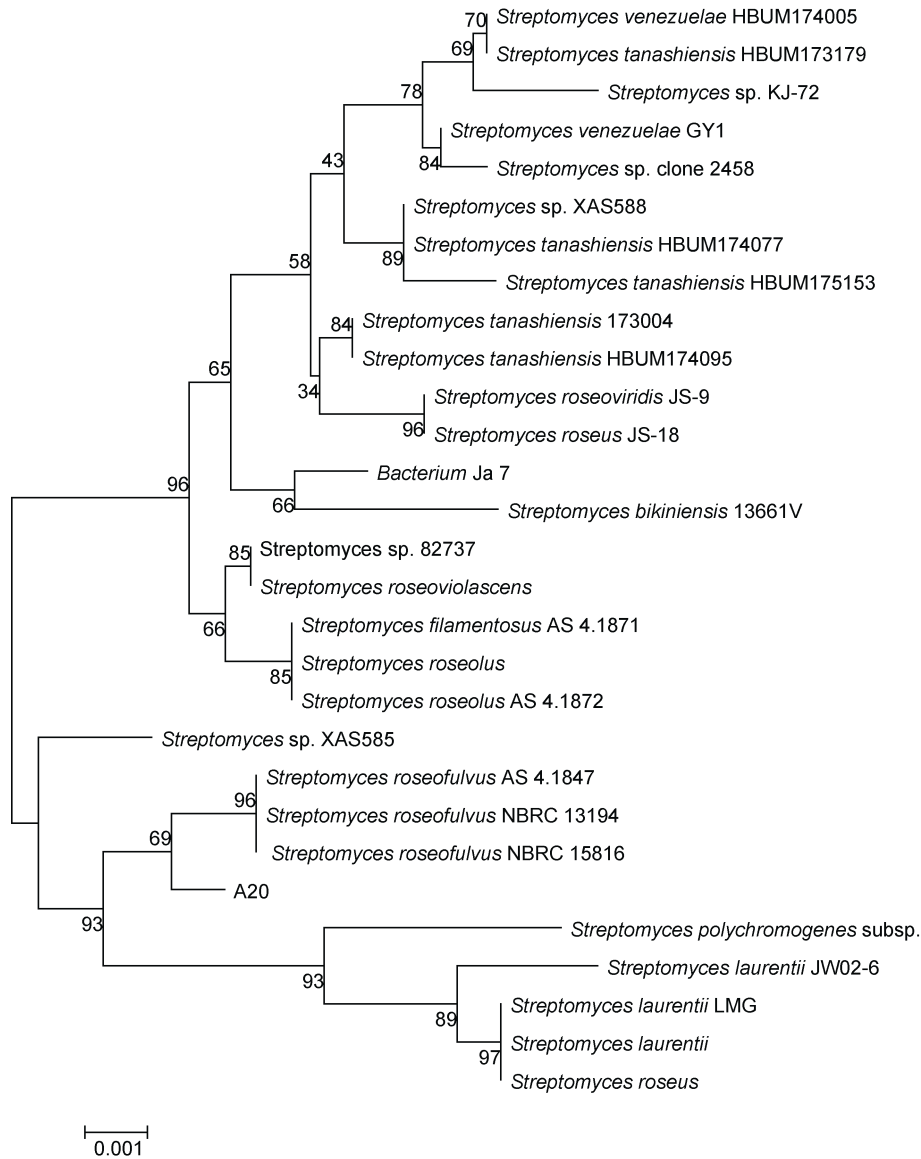 70
Streptomyces venezuelae HBUM174005
Streptomyces tanashiensis HBUM173179
69
Streptomyces sp. KJ-72
78
Streptomyces venezuelae GY1
84
Streptomyces sp. clone 2458
43
Streptomyces sp. XAS588
Streptomyces tanashiensis HBUM174077
89
Streptomyces tanashiensis HBUM175153
58
84
Streptomyces tanashiensis 173004
Streptomyces tanashiensis HBUM174095
65
34
Streptomyces roseoviridis JS-9
96
Streptomyces roseus JS-18
Bacterium Ja 7
96
66
Streptomyces bikiniensis 13661V
85
Streptomyces sp. 82737
Streptomyces roseoviolascens
66
Streptomyces filamentosus AS 4.1871
Streptomyces roseolus
85
Streptomyces roseolus AS 4.1872
Streptomyces sp. XAS585
Streptomyces roseofulvus AS 4.1847
96
Streptomyces roseofulvus NBRC 13194
69
Streptomyces roseofulvus NBRC 15816
A20
93
Streptomyces polychromogenes subsp.
93
Streptomyces laurentii JW02-6
Streptomyces laurentii LMG
89
Streptomyces laurentii
97
Streptomyces roseus
0.001